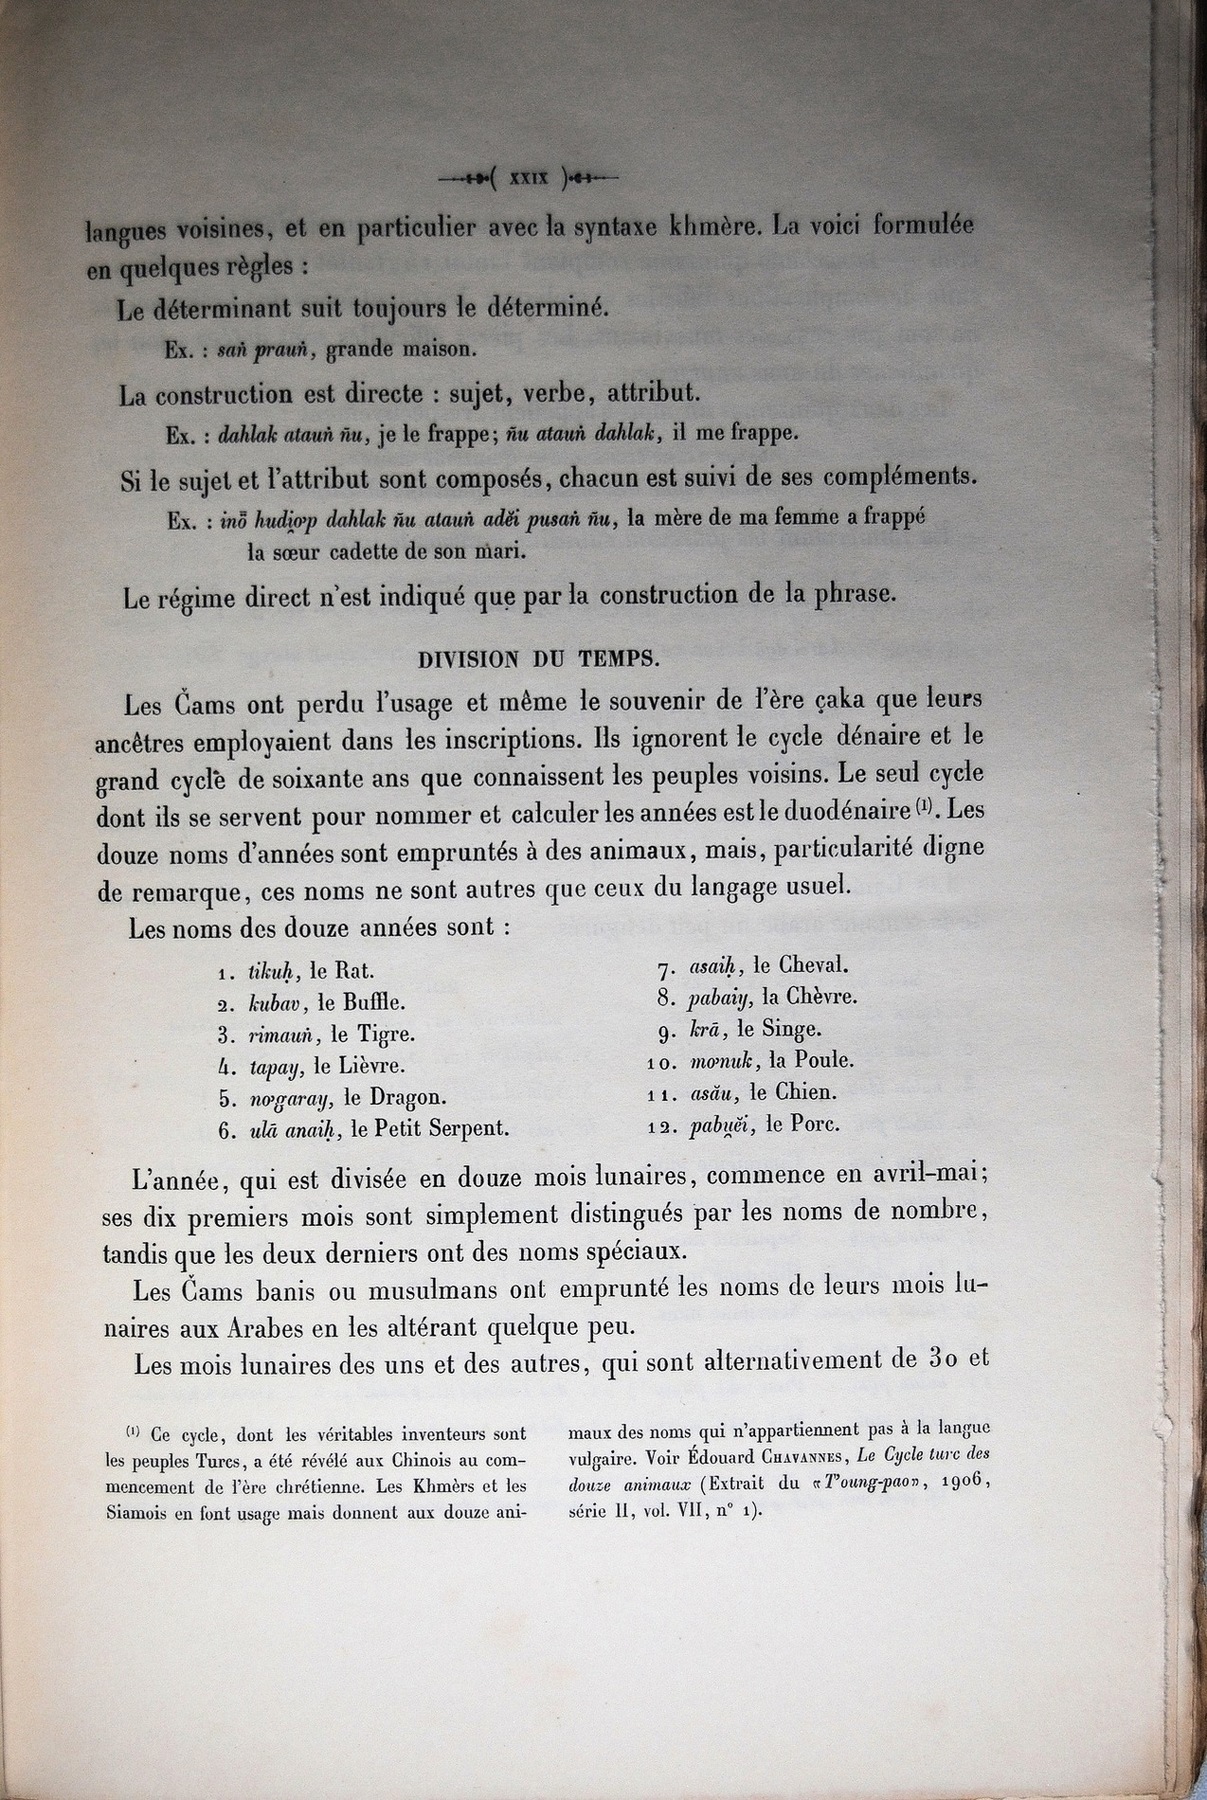 XXIX
langues voisines, et en particulier avec la syntaxe khmère. La voici formulée
en quelques règles :
Le déterminant suit toujours le déterminé.
Ex. : saṅ prauṅ, grande maison.
La construction est directe : sujet, verbe, attribut.
Ex. : dahlak atauṅ ñu, je le frappe; ñu atauṅ dahlak, il me frappe.
Si le sujet et l'attribut sont composés, chacun est suivi de ses compléments.
Ex. : inö̆ hudi̯o̓p dahlak ñu atauṅ adĕi pusaṅ ñu, la mère de ma femme a frappé
la sœur cadette de son mari.
Le régime direct n'est indiqué que par la construction de la phrase.
DIVISION DU TEMPS.
Les Čams ont perdu l'usage et même le souvenir de l'ère çaka que leurs
ancêtres employaient dans les inscriptions. Ils ignorent le cycle dénaire et le
grand cycle de soixante ans que connaissent les peuples voisins. Le seul cycle
dont ils se servent pour nommer et calculer les années est le duodénaire (1). Les
douze noms d'années sont empruntés à des animaux, mais, particularité digne
de remarque, ces noms ne sont autres que ceux du langage usuel.
Les noms des douze années sont :
1. tikuḥ, le Rat.
2. kubav, le Buffle.
3. rimauṅ, le Tigre.
4. tapay, le Lièvre.
5. no̓garay, le Dragon.
6. ulā anaiḥ, le Petit Serpent.
7. asaiḥ, le Cheval.
8. pabaiy, la Chèvre.
9. krā, le Singe.
10. mo̓nuk, la Poule.
11. asău, le Chien.
12. pabu̯ĕi, le Porc.
L'année, qui est divisée en douze mois lunaires, commence en avril-mai;
ses dix premiers mois sont simplement distingués par les noms de nombre,
tandis que les deux derniers ont des noms spéciaux.
Les Čams banis ou musulmans ont emprunté les noms de leurs mois lu-
naires aux Arabes en les altérant quelque peu.
Les mois lunaires des uns et des autres, qui sont alternativement de 30 et
(1) Ce cycle, dont les véritables inventeurs sont
les peuples Turcs, a été révélé aux Chinois au com-
mencement de l'ère chrétienne. Les Khmèrs et les
Siamois en font usage mais donnent aux douze ani-
maux des noms qui n'appartiennent pas à la langue
vulgaire. Voir Édouard CHAVANNES, Le Cycle turc des
douze animaux (Extrait du «T'oung-pao», 1906,
série II, vol. VII, n° 1).